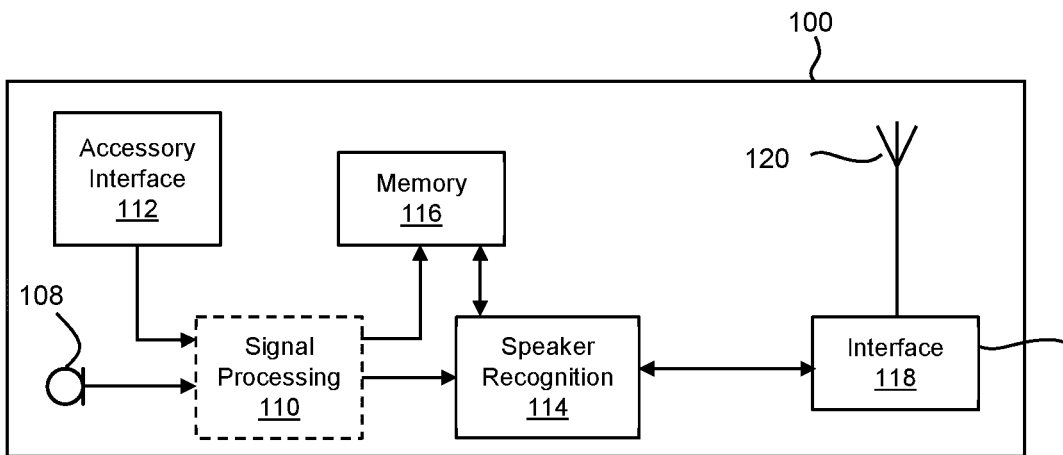 100
Accessory
Interface
112
Memory
116
120
108
Signal
Processing
110
Speaker
Recognition
114
Interface
118